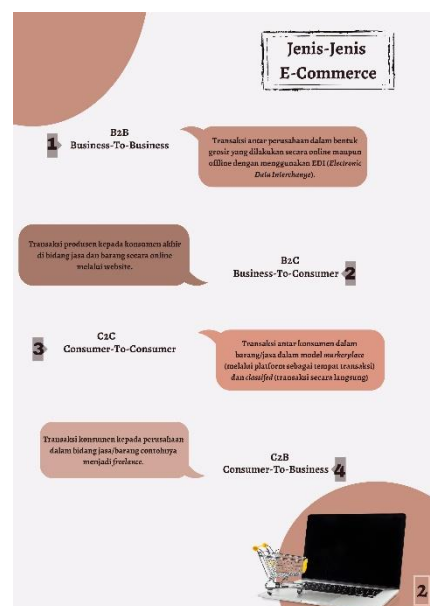 Jenis-Jenis
E-Commerce
1
B2B
Business-To-Business
Transaksi antar perusahaan dalam bentuk
grosir yang dilakukan secara online maupun
offline dengan menggunakan EDI (Electronic
Data Interchange).
Transaksi produsen kepada konsumen akhir
di bidang jasa dan barang secara online
melalui website.
B2C
Business-To-Consumer 2
3
C2C
Consumer-To-Consumer
Transaksi antar konsumen dalam
barang/jasa dalam model markerplace
(melalui platform sebagai tempat transaksi)
dan classifed (transaksi secara langsung)
Transaksi konsumen kepada perusahaan
dalam bidang jasa/barang contohnya
menjadi freelance.
C2B
Consumer-To-Business 4
2